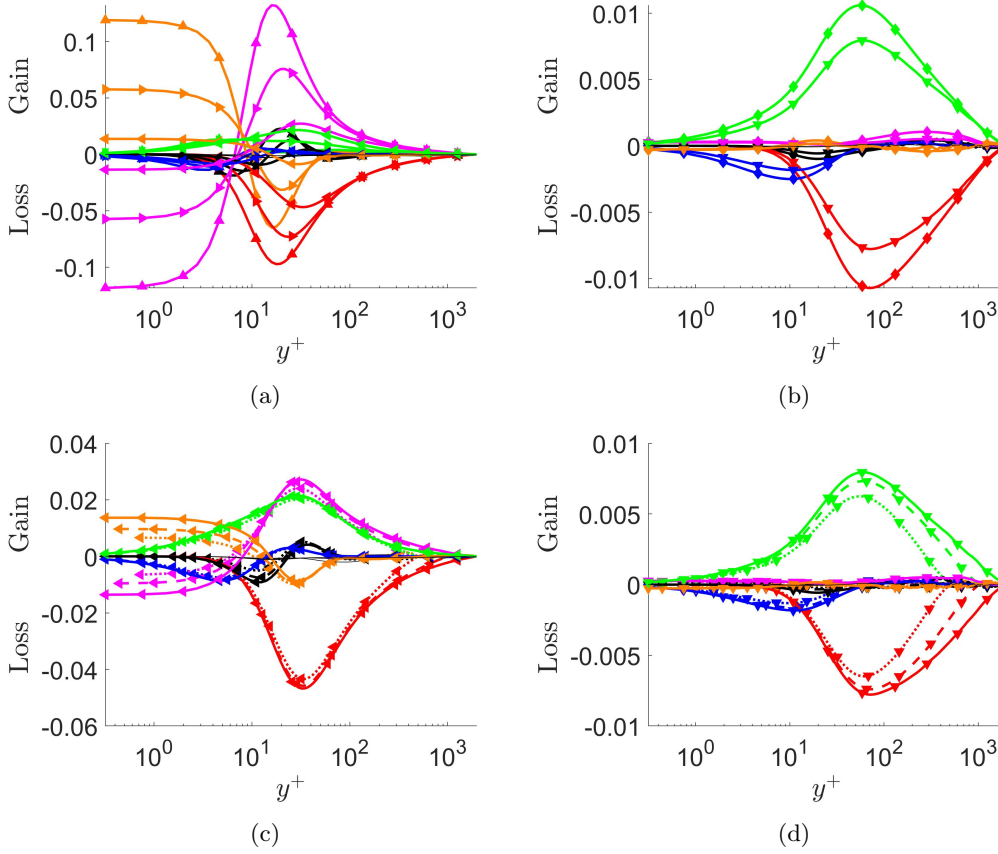 0.1
0.05
0
-0.05
-0.1
Gain
Loss
10^0
10^1
10^2
10^3
y^+
(a)
0.01
0.005
0
-0.005
-0.01
Gain
Loss
10^0
10^1
10^2
10^3
y^+
(b)
0.04
0.02
0
-0.02
-0.04
-0.06
Gain
Loss
10^0
10^1
10^2
10^3
y^+
(c)
0.01
0.005
0
-0.005
-0.01
Gain
Loss
10^0
10^1
10^2
10^3
y^+
(d)